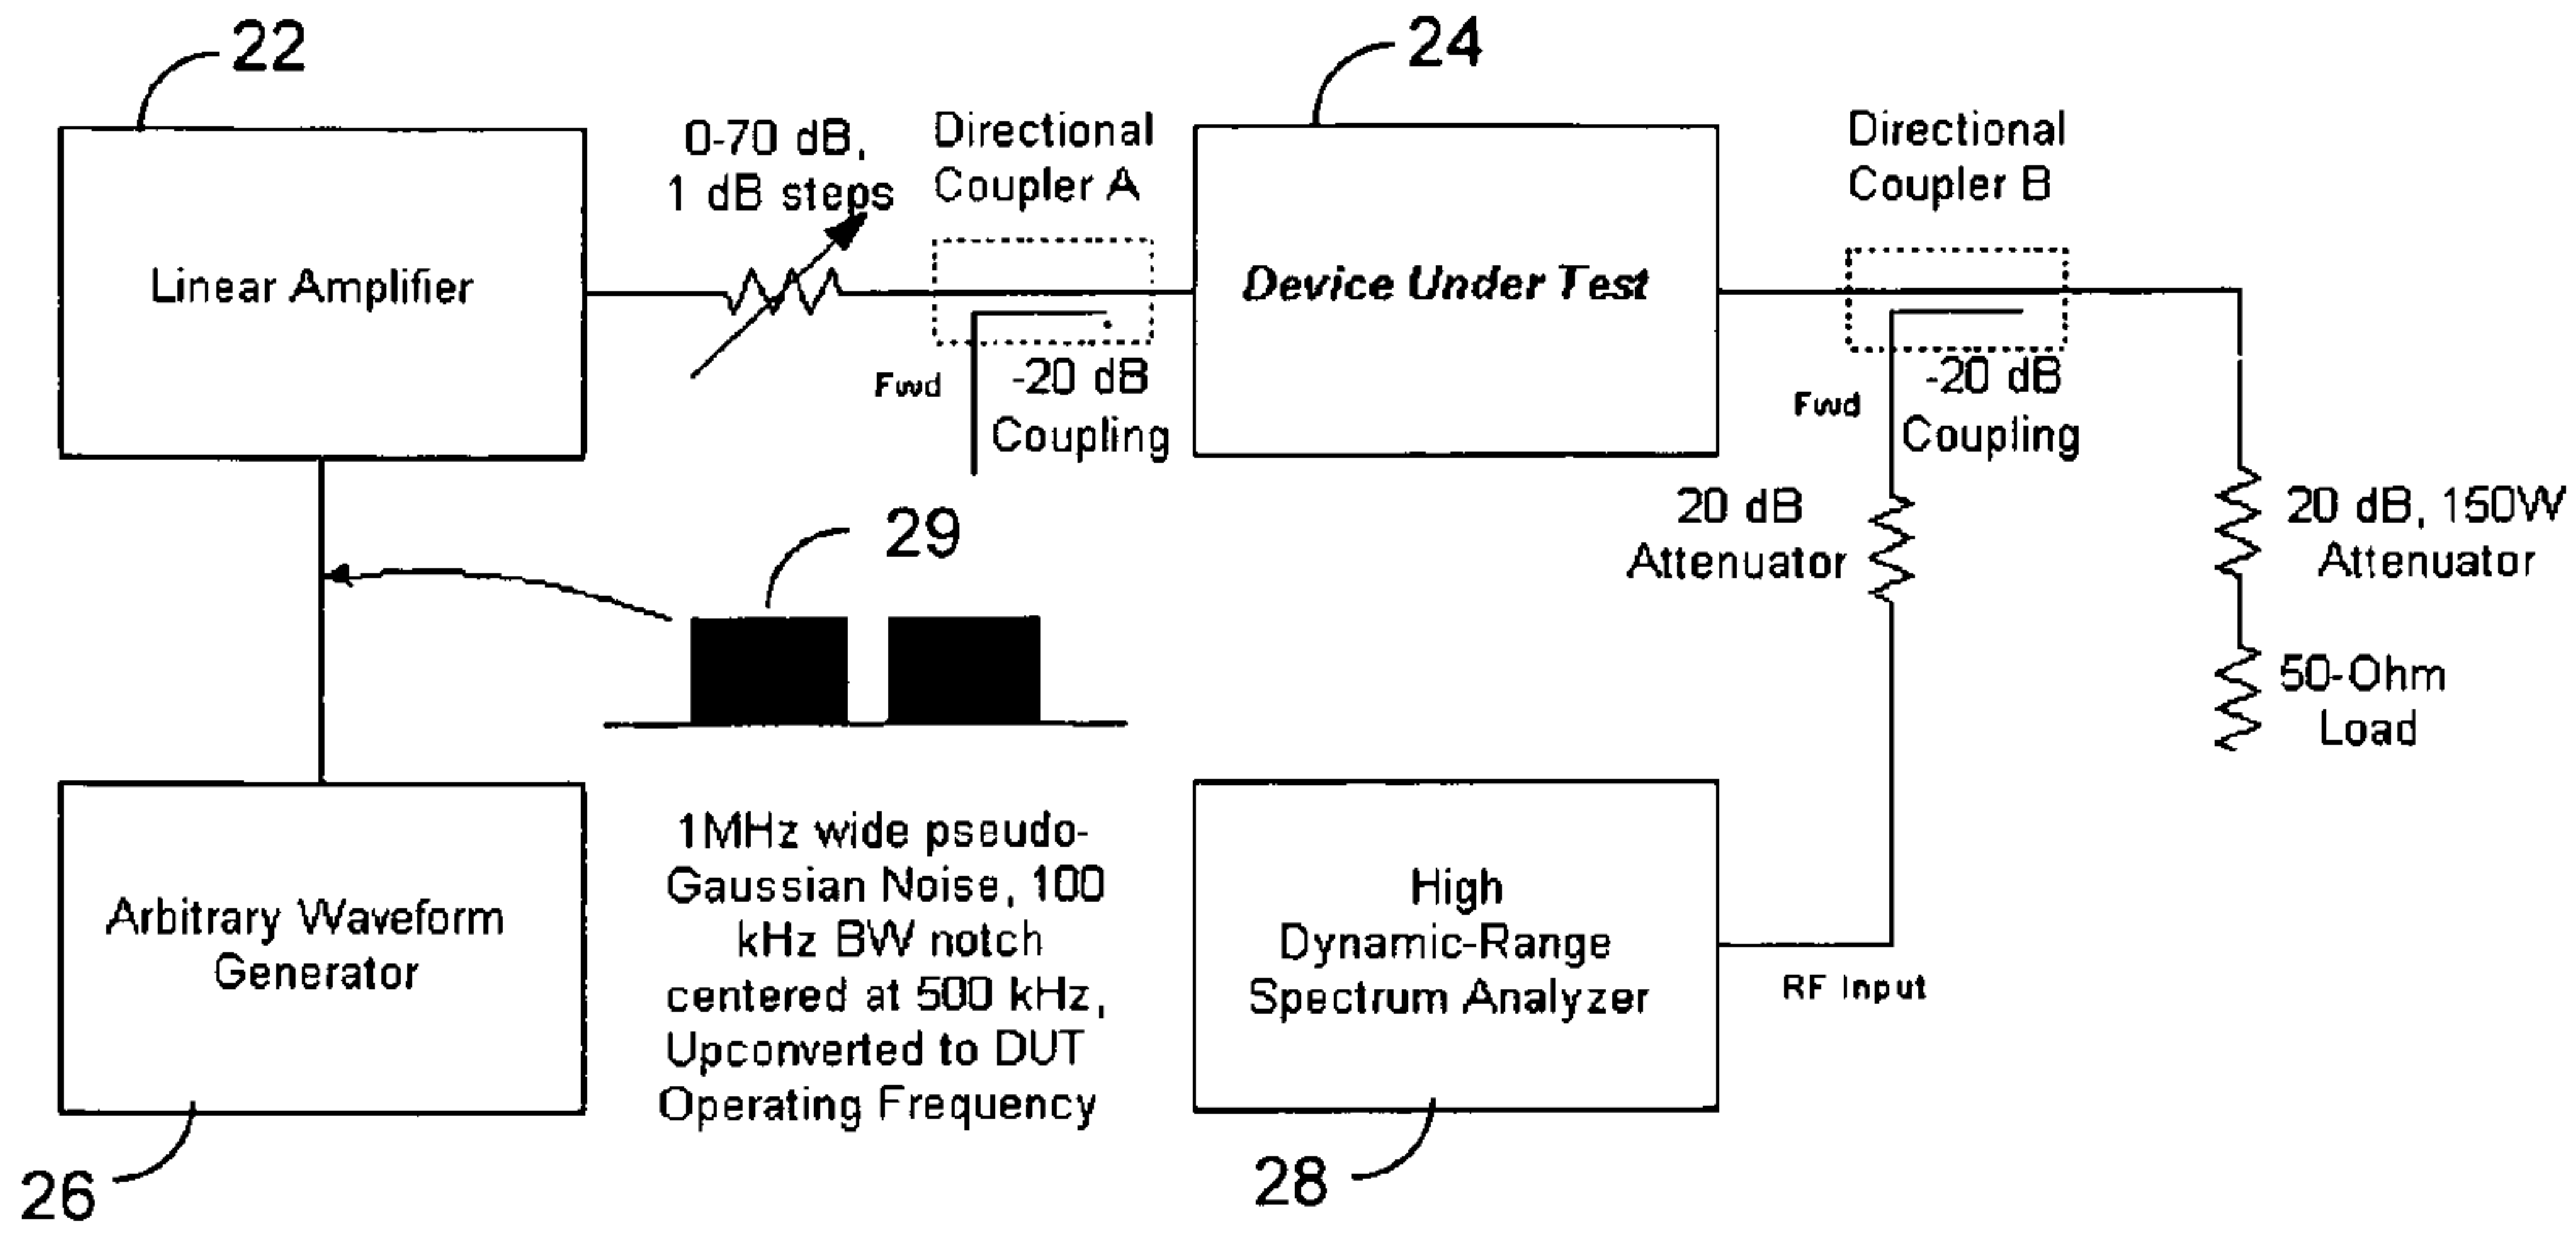 22
24
0-70 dB,
1 dB steps
Directional
Coupler A
Directional
Coupler B
Linear Amplifier
Device Under Test
Fwd
-20 dB
Coupling
Fwd
-20 dB
Coupling
20 dB
Attenuator
20 dB, 150W
Attenuator
29
50-Ohm
Load
1MHz wide pseudo-
Gaussian Noise, 100
kHz BW notch
centered at 500 kHz,
Upconverted to DUT
Operating Frequency
Arbitrary Waveform
Generator
High
Dynamic-Range
Spectrum Analyzer
RF Input
26
28